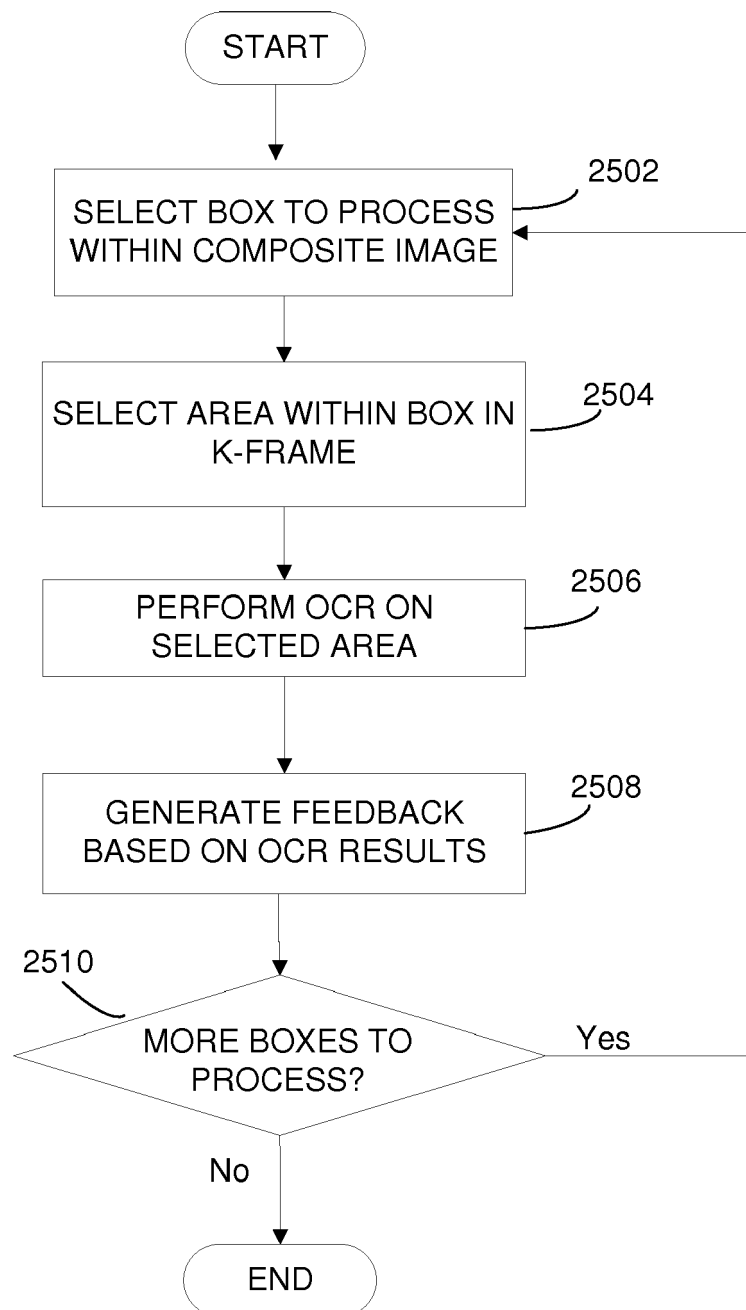 START
2502
SELECT BOX TO PROCESS
WITHIN COMPOSITE IMAGE
2504
SELECT AREA WITHIN BOX IN
K-FRAME
2506
PERFORM OCR ON
SELECTED AREA
2508
GENERATE FEEDBACK
BASED ON OCR RESULTS
2510
MORE BOXES TO
PROCESS?
Yes
No
END